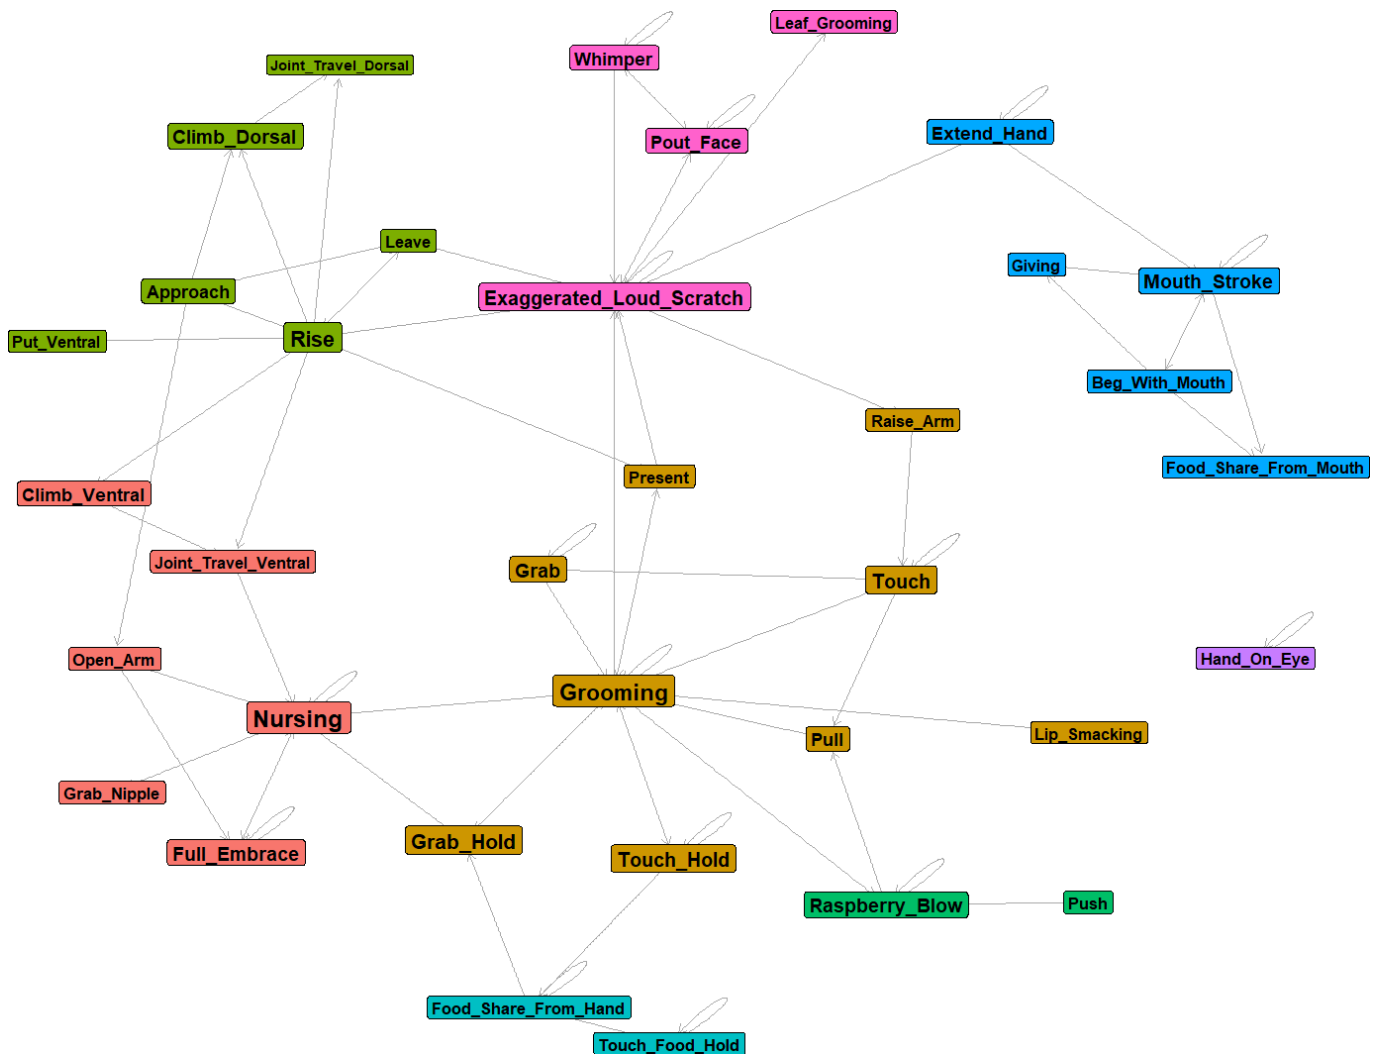 Leaf_Grooming
Whimper
Joint_Travel_Dorsal
Climb_Dorsal
Pout_Face
Extend_Hand
Leave
Giving
Mouth_Stroke
Approach
Exaggerated_Loud_Scratch
Put_Ventral
Rise
Beg_With_Mouth
Raise_Arm
Food_Share_From_Mouth
Present
Climb_Ventral
Joint_Travel_Ventral
Grab
Touch
Open_Arm
Hand_On_Eye
Grooming
Nursing
Pull
Lip_Smacking
Grab_Nipple
Grab_Hold
Full_Embrace
Touch_Hold
Raspberry_Blow
Push
Food_Share_From_Hand
Touch_Food_Hold